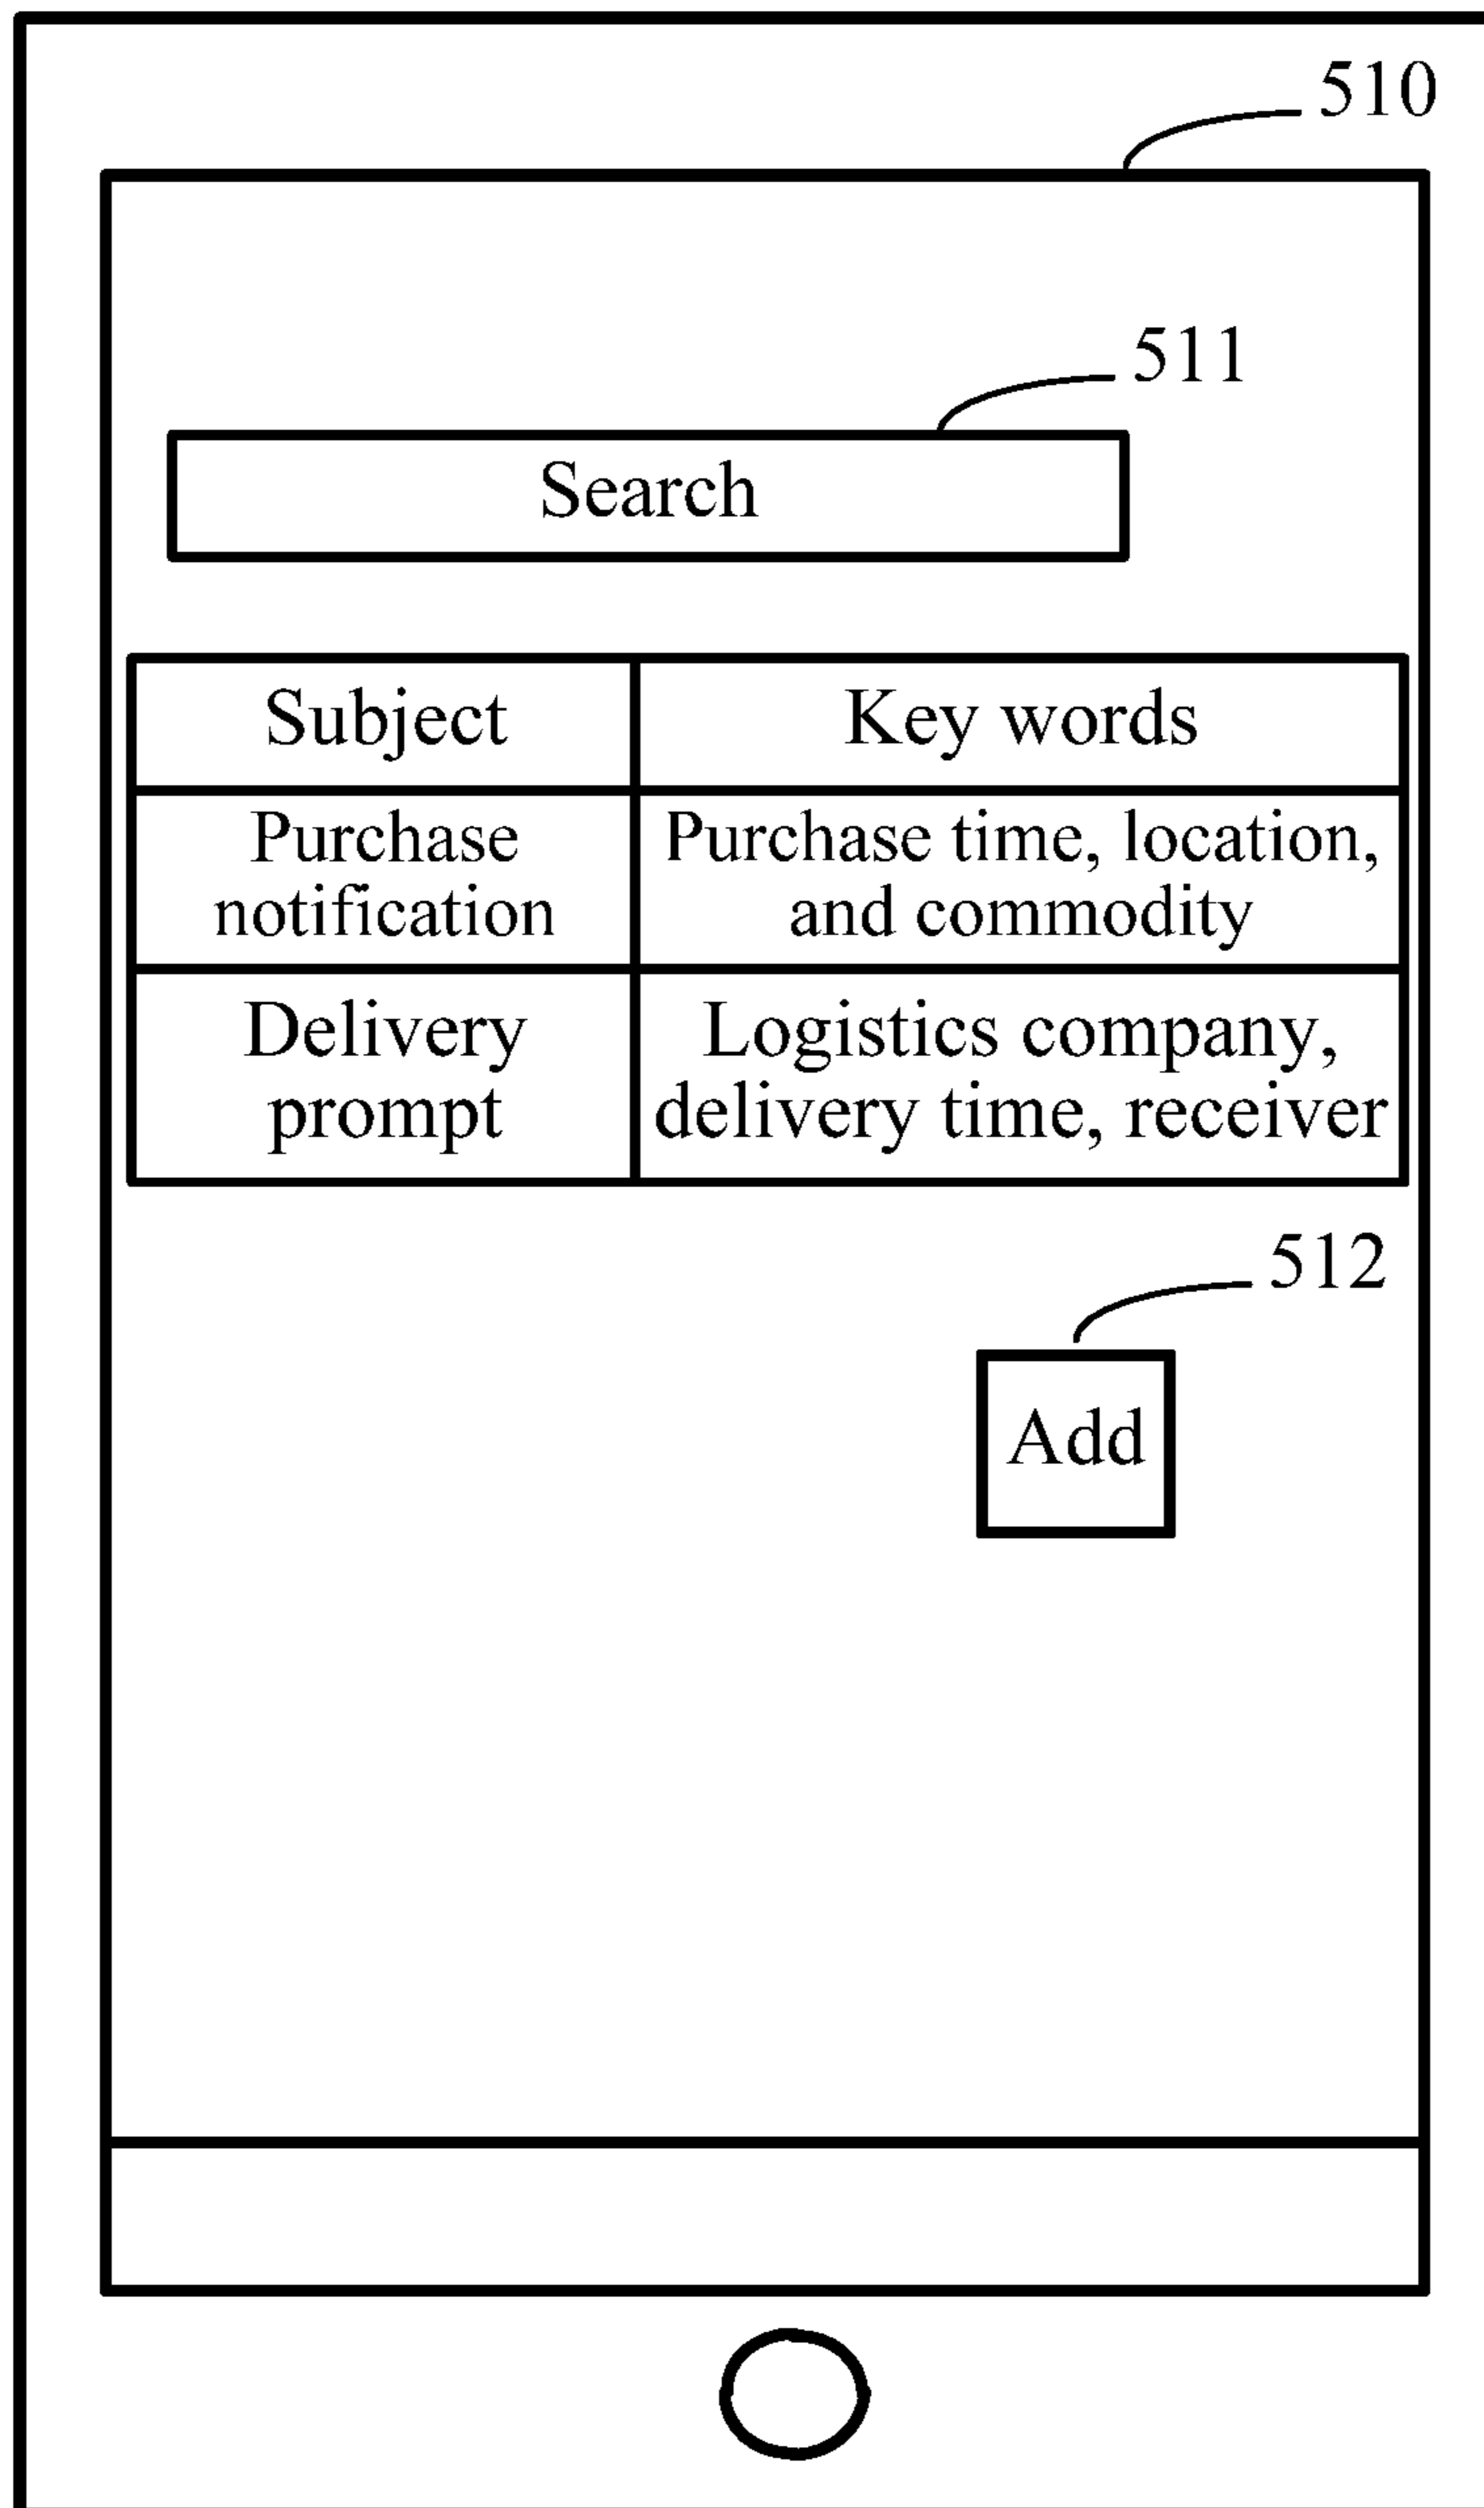 510
511
Search
Subject
Key words
Purchase
notification
Purchase time, location,
and commodity
Delivery
prompt
Logistics company,
delivery time, receiver
512
Add